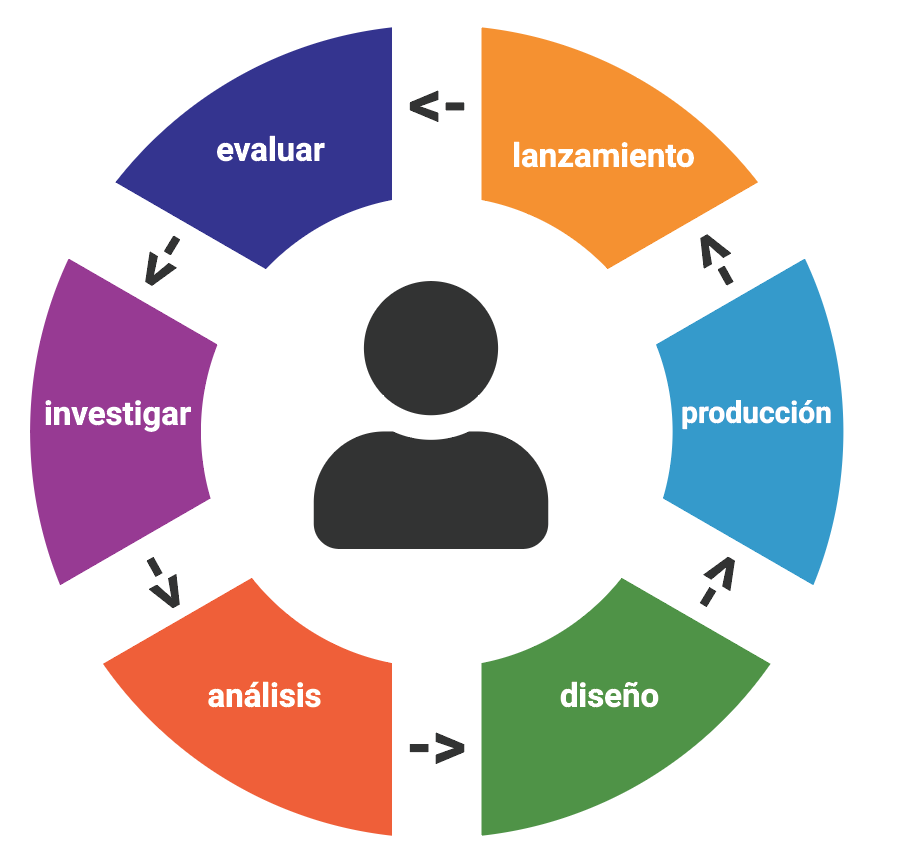 evaluar
lanzamiento
investigar
producción
análisis
diseño